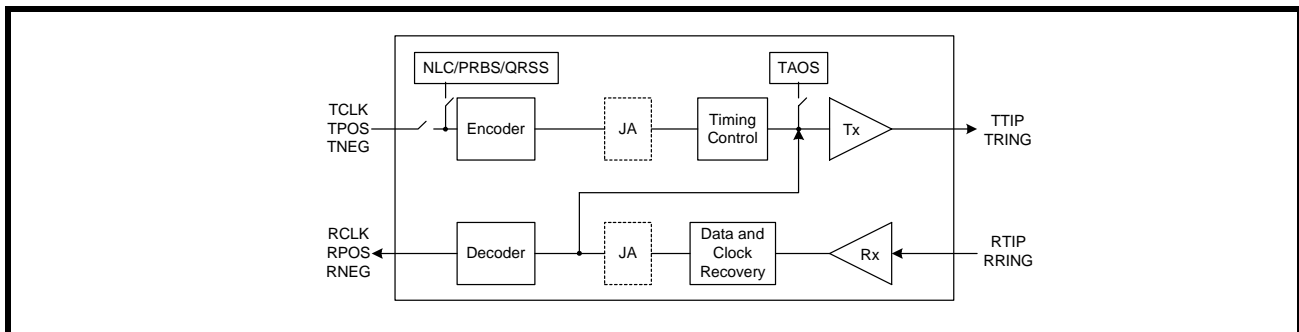 NLC/PRBS/QRSS
TAOS
TCLK
TPOS
TNEG
Encoder
JA
Timing
Control
Tx
TTIP
TRING
RCLK
RPOS
RNEG
Decoder
JA
Data and
Clock
Recovery
Rx
RTIP
RRING